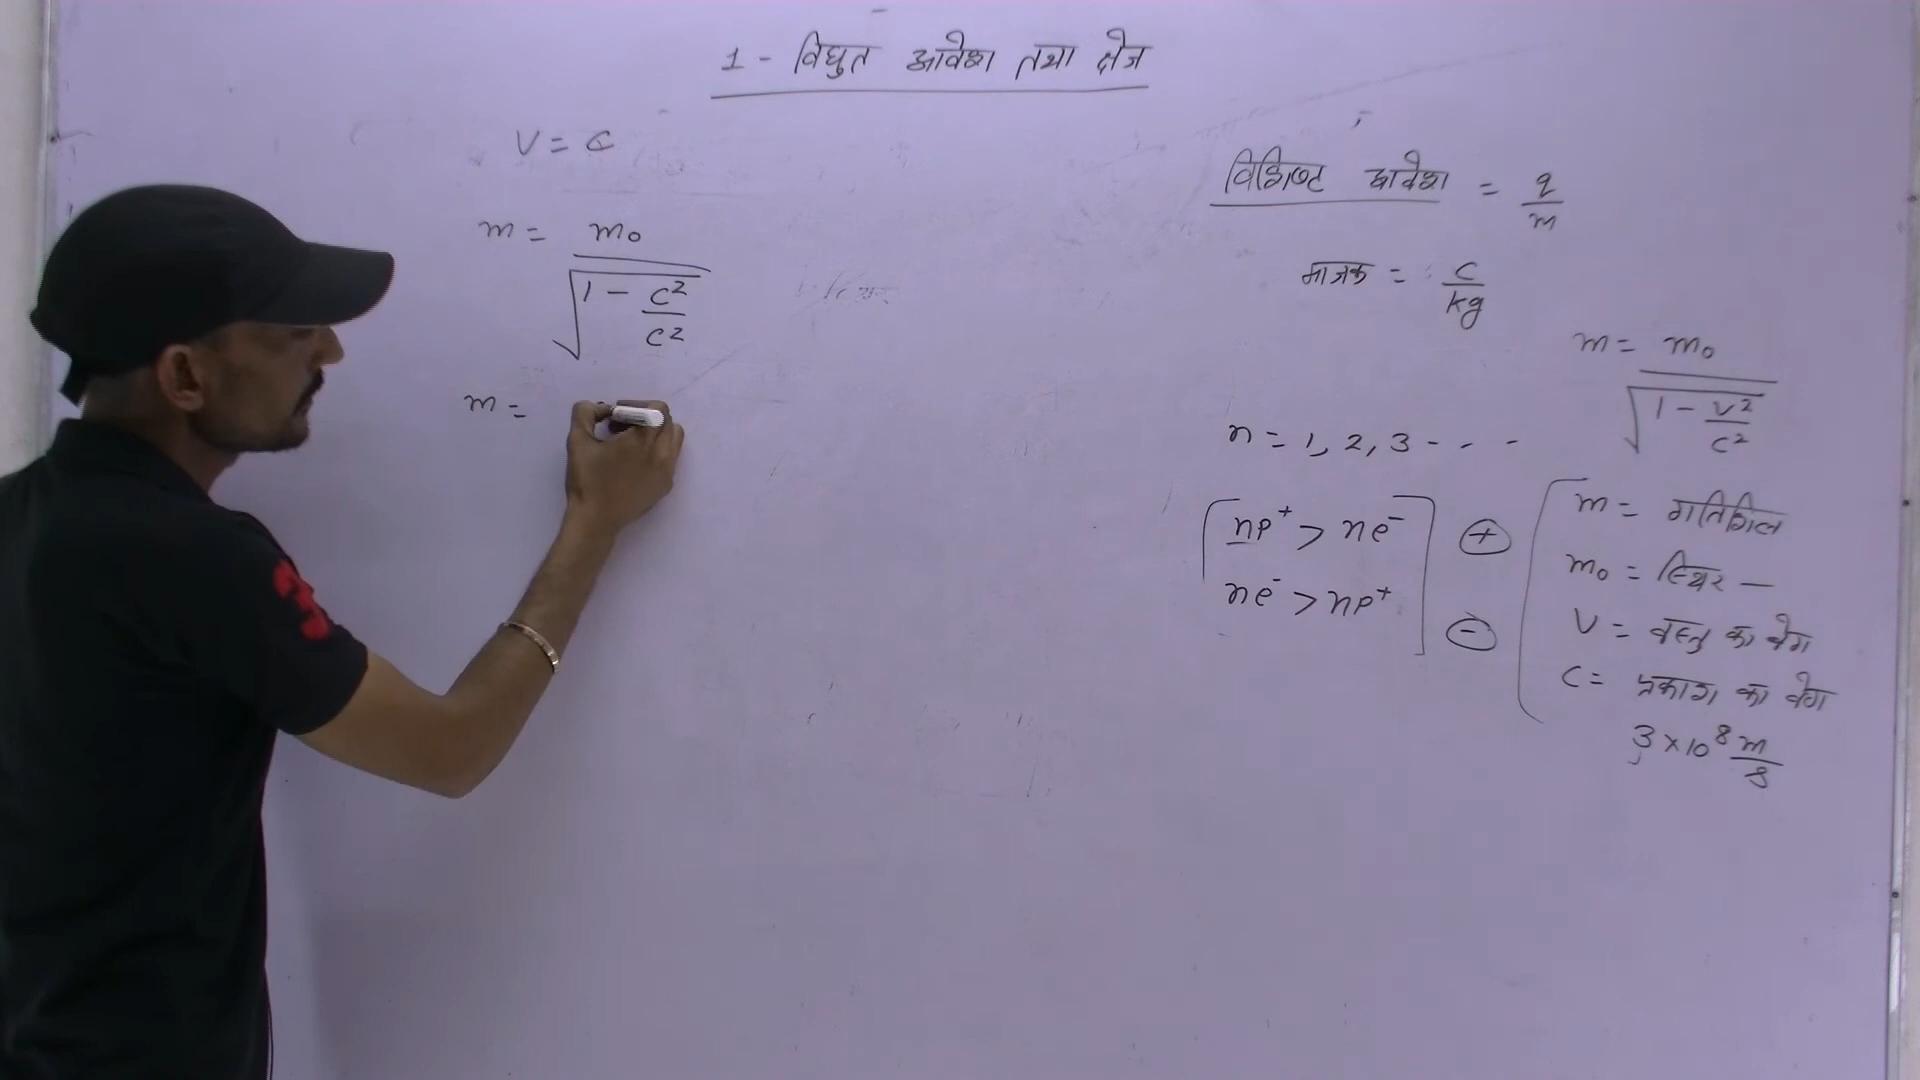 1 - विद्युत आवेश तथा क्षेत्र
V = C
m = m₀ / √(1 - C²/C²)
m =
विशिष्ट आवेश = q/m
मात्रक = C/kg
m = m₀ / √(1 - V²/C²)
n = 1, 2, 3 - - -
np⁺ > ne⁻ ⊕
ne⁻ > np⁺ ⊖
m = गतिशिल
m₀ = स्थिर —
V = वस्तु का वेग
C = प्रकाश का वेग
3 × 10⁸ m/s
3